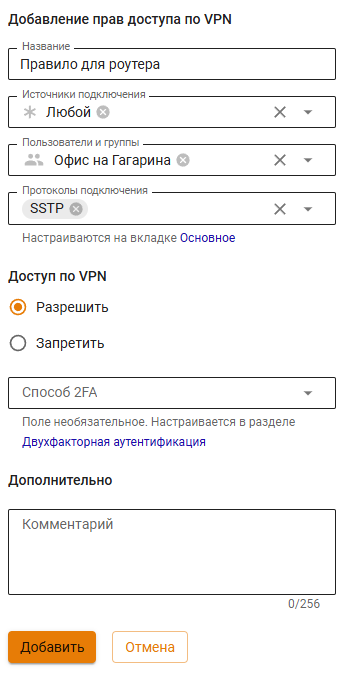 Добавление прав доступа по VPN
Название
Правило для роутера
Источники подключения
Любой
Пользователи и группы
Офис на Гагарина
Протоколы подключения
SSTP
Настраиваются на вкладке Основное
Доступ по VPN
Разрешить
Запретить
Способ 2FA
Поле необязательное. Настраивается в разделе
Двухфакторная аутентификация
Дополнительно
Комментарий
0/256
Добавить
Отмена